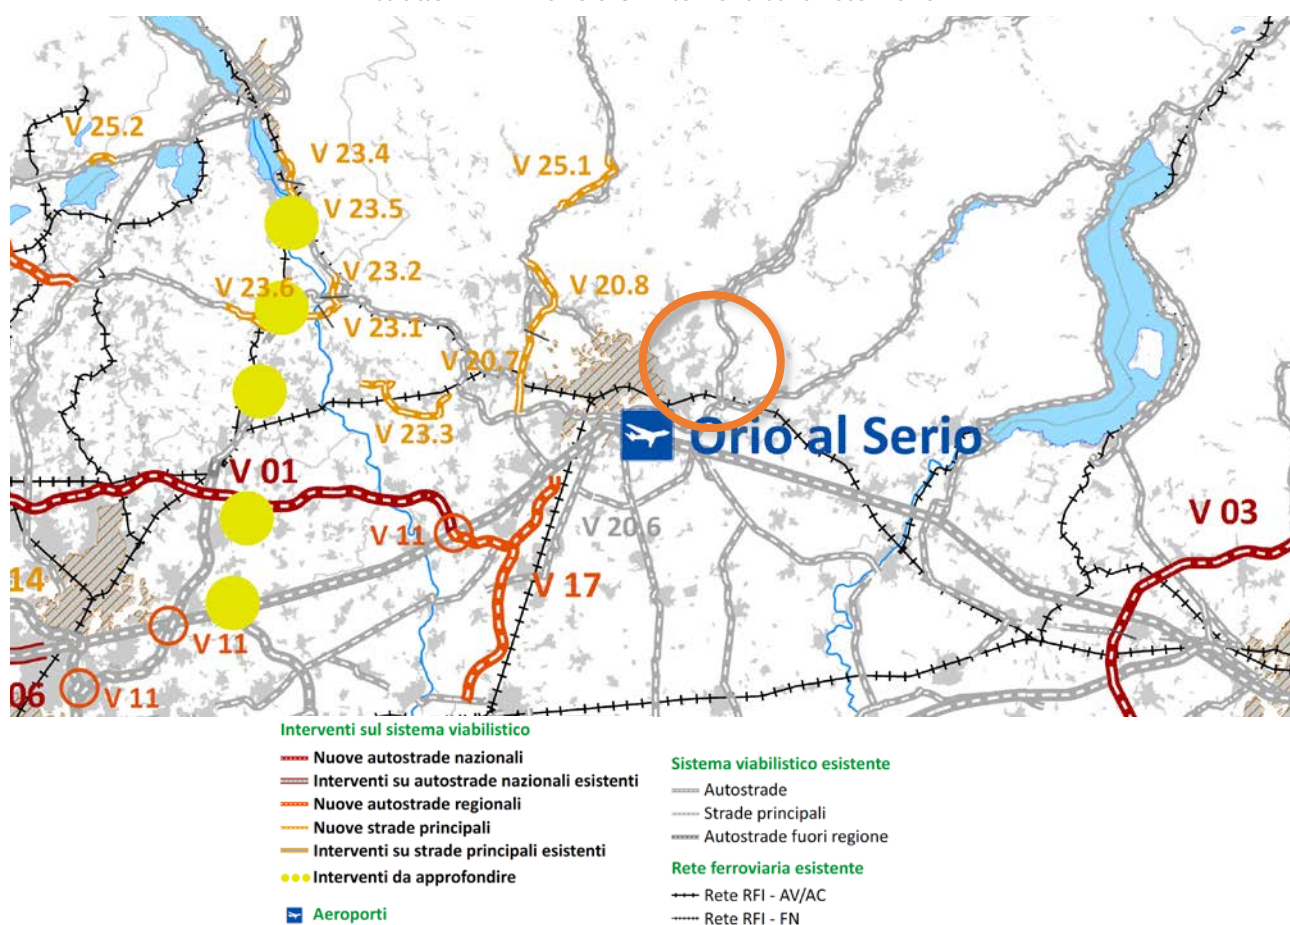 V 25.2
V 23.4
V 25.1
V 23.5
V 23.2
V 23.6
V 20.8
V 23.1
V 20.7
V 23.3
Orio al Serio
V 01
V 03
V 11
V 20.6
14
V 17
V 11
06
V 11
Interventi sul sistema viabilistico
Nuove autostrade nazionali
Interventi su autostrade nazionali esistenti
Nuove autostrade regionali
Nuove strade principali
Interventi su strade principali esistenti
Interventi da approfondire
Aeroporti
Sistema viabilistico esistente
Autostrade
Strade principali
Autostrade fuori regione
Rete ferroviaria esistente
Rete RFI - AV/AC
Rete RFI - FN